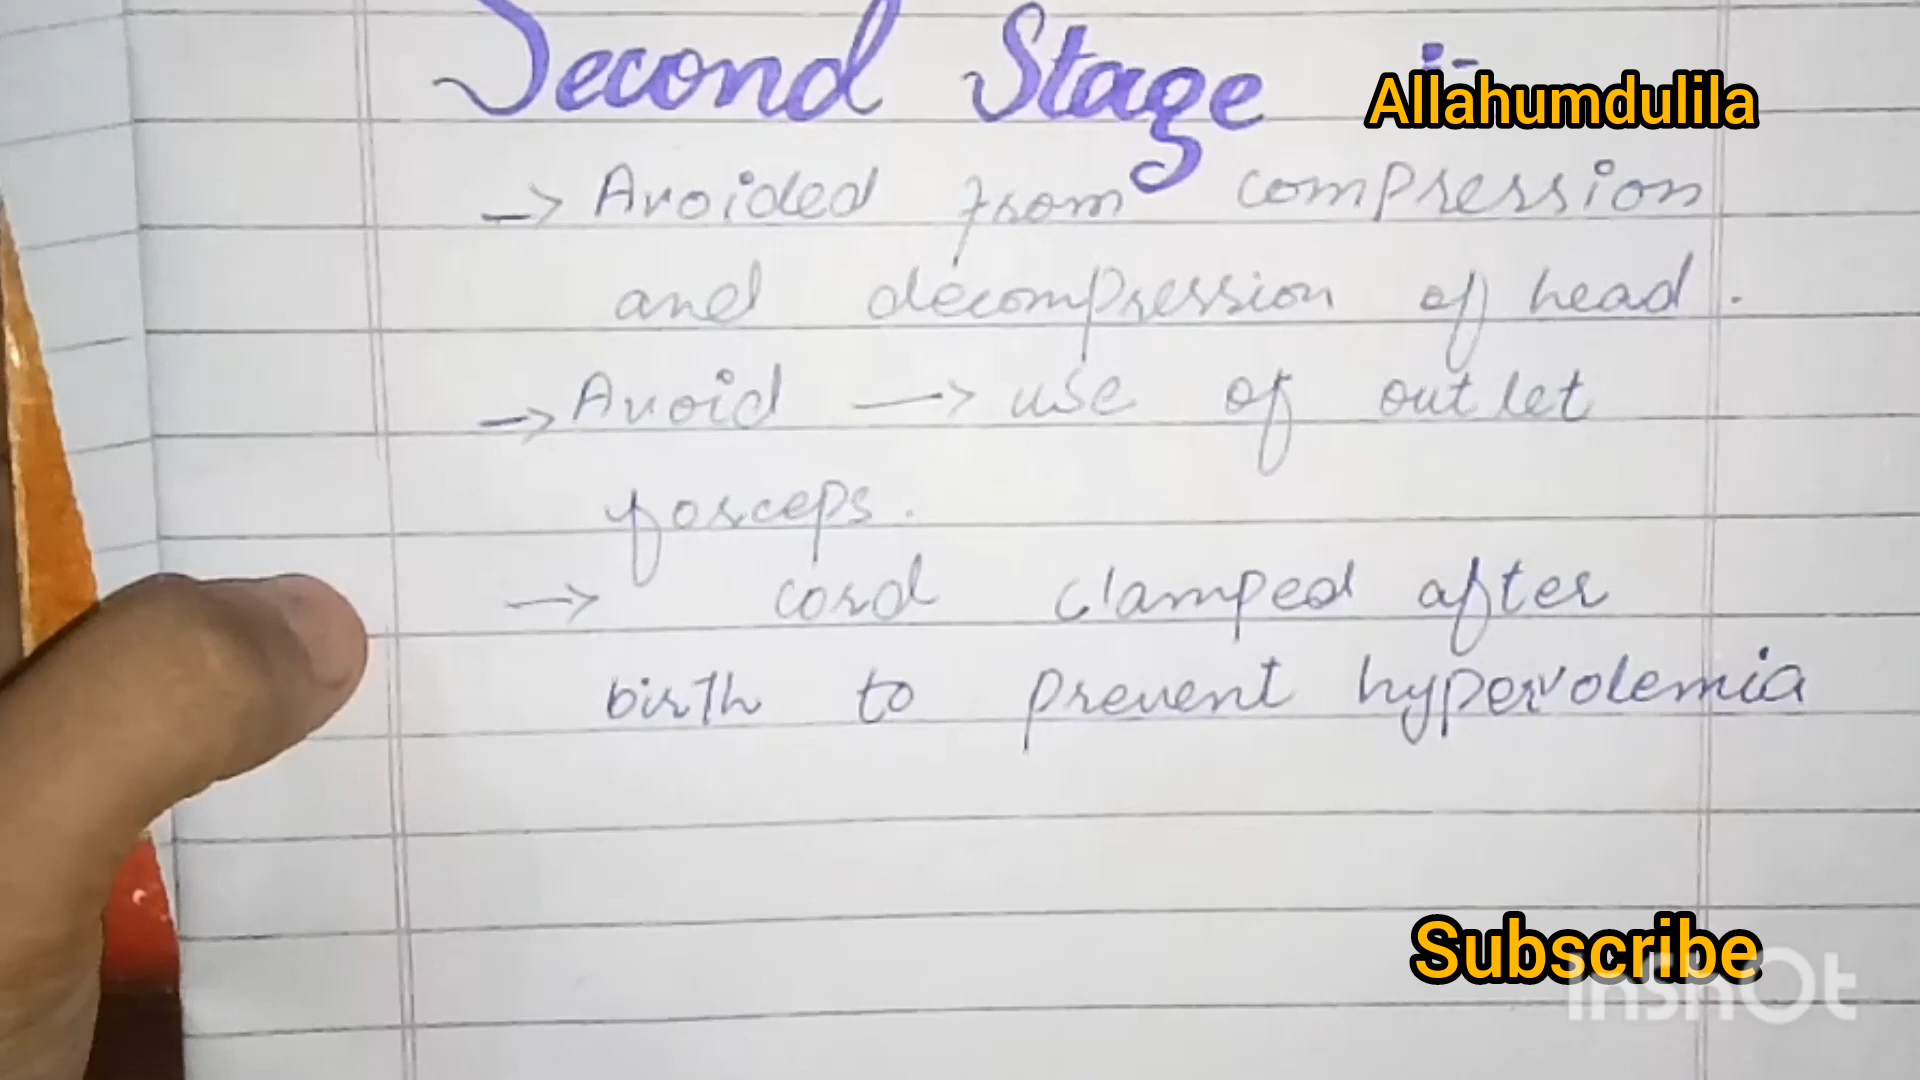 Second Stage :-
Allahumdulila
→ Avoided from compression
and decompression of head.
→ Avoid → use of outlet
forceps.
→ cord clamped after
birth to prevent hypervolemia
Subscribe
InShOt